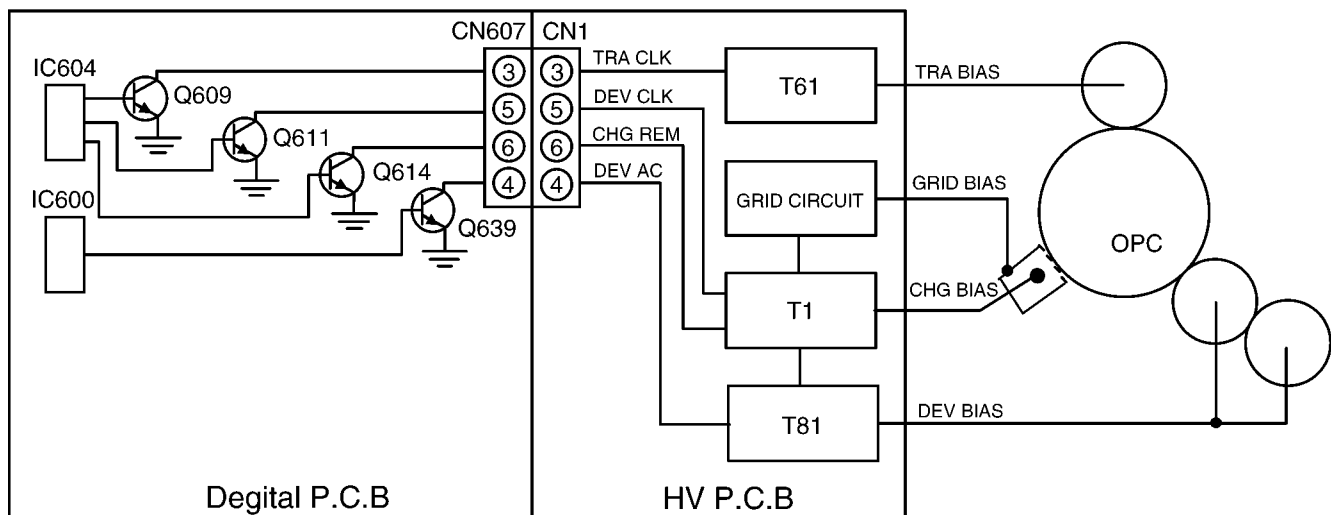 CN607 CN1
IC604
Q609
Q611
Q614
Q639
IC600
3
5
6
4
3
5
6
4
TRA CLK
DEV CLK
CHG REM
DEV AC
T61
GRID CIRCUIT
T1
T81
TRA BIAS
GRID BIAS
CHG BIAS
DEV BIAS
OPC
Degital P.C.B
HV P.C.B